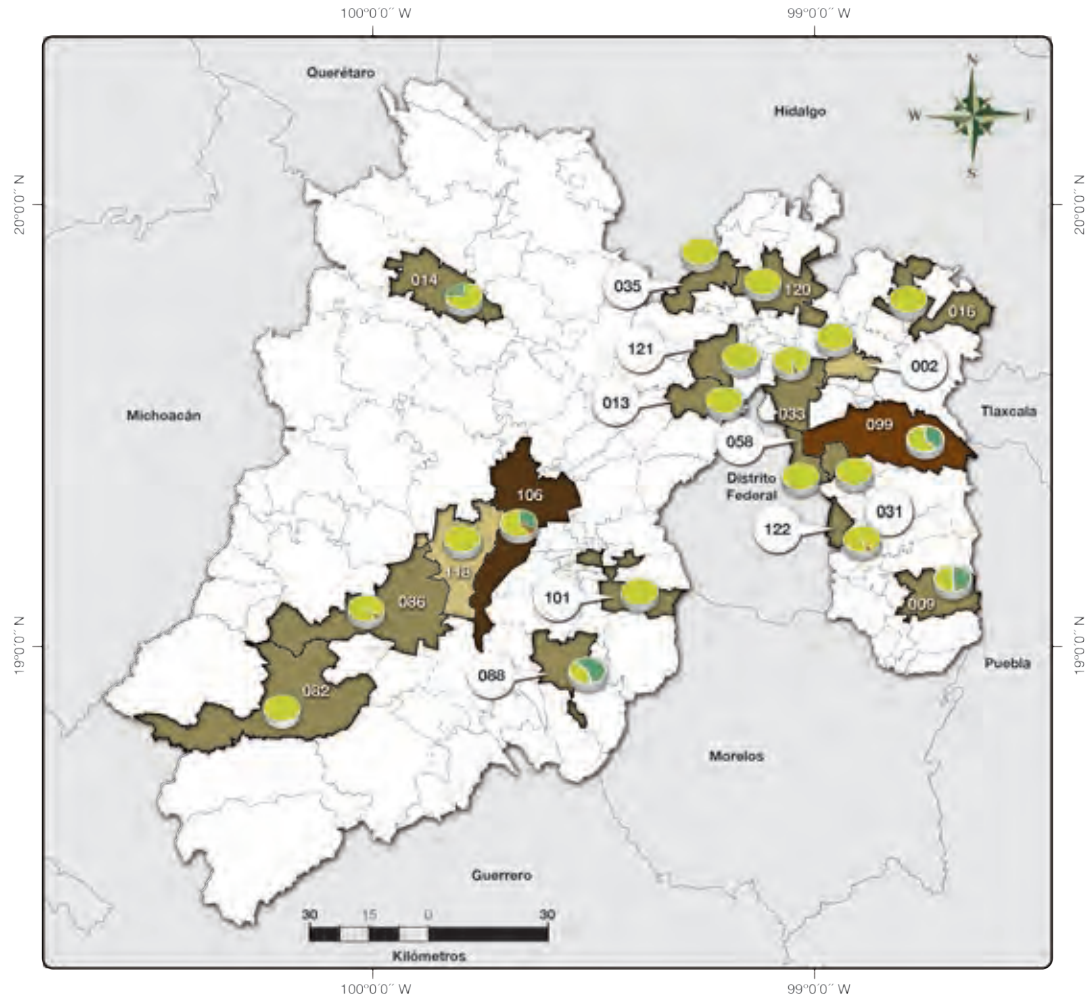 100°0'0'' W
99°0'0'' W
Querétaro
N
Hidalgo
W
E
S
20°0'0'' N
20°0'0'' N
014
035
120
016
121
002
Michoacán
013
033
Tlaxcala
099
058
Distrito
Federal
106
031
122
118
101
086
009
19°0'0'' N
19°0'0'' N
088
Puebla
082
Morelos
Guerrero
30
15
0
30
Kilómetros
100°0'0'' W
99°0'0'' W